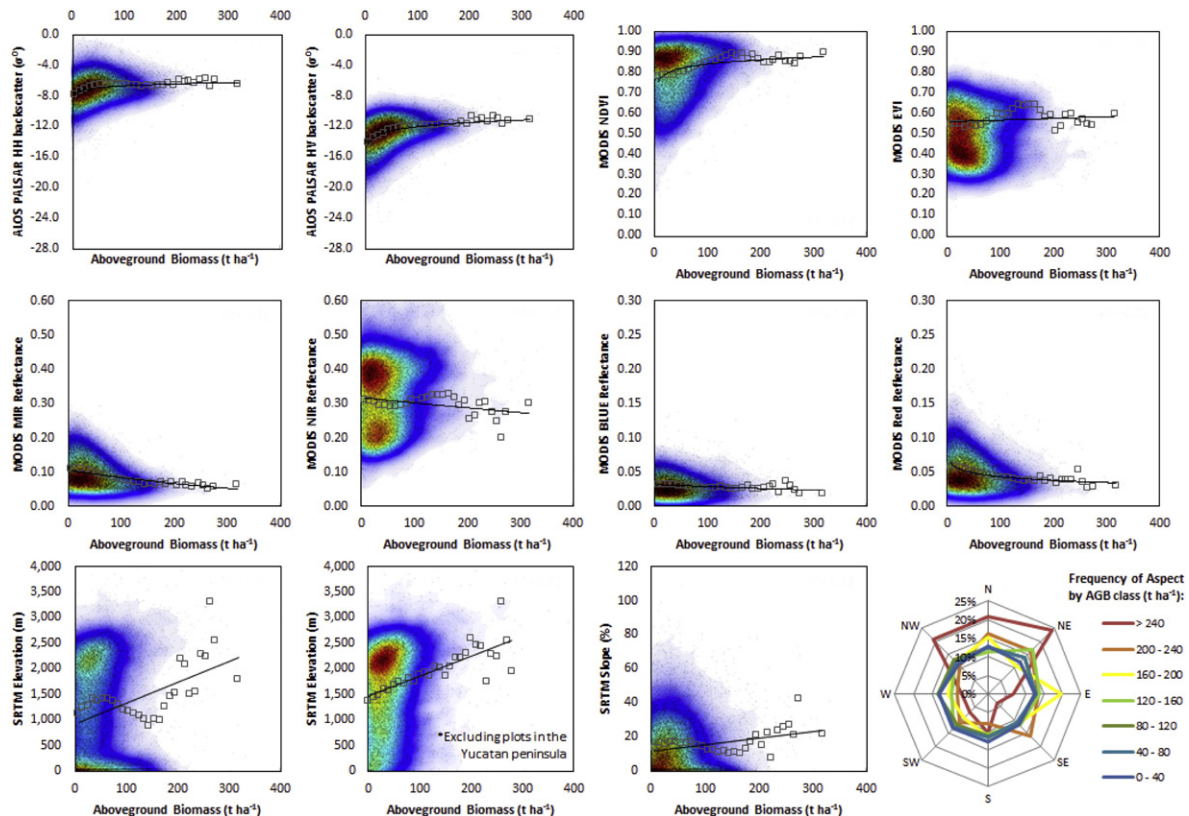 0 100 200 300 400
0 100 200 300 400
0.0
-4.0
-8.0
-12.0
-16.0
-20.0
-24.0
-28.0
ALOS PALSAR HH backscatter (σº)
Aboveground Biomass (t ha⁻¹)
0.0
-4.0
-8.0
-12.0
-16.0
-20.0
-24.0
-28.0
ALOS PALSAR HV backscatter (σº)
Aboveground Biomass (t ha⁻¹)
1.00
0.90
0.80
0.70
0.60
0.50
0.40
0.30
0.20
0.10
0.00
MODIS NDVI
0 100 200 300 400
Aboveground Biomass (t ha⁻¹)
1.00
0.90
0.80
0.70
0.60
0.50
0.40
0.30
0.20
0.10
0.00
MODIS EVI
0 100 200 300 400
Aboveground Biomass (t ha⁻¹)
0.60
0.50
0.40
0.30
0.20
0.10
0.00
MODIS MIR Reflectance
0 100 200 300 400
Aboveground Biomass (t ha⁻¹)
0.60
0.50
0.40
0.30
0.20
0.10
0.00
MODIS NIR Reflectance
0 100 200 300 400
Aboveground Biomass (t ha⁻¹)
0.30
0.25
0.20
0.15
0.10
0.05
0.00
MODIS BLUE Reflectance
0 100 200 300 400
Aboveground Biomass (t ha⁻¹)
0.30
0.25
0.20
0.15
0.10
0.05
0.00
MODIS Red Reflectance
0 100 200 300 400
Aboveground Biomass (t ha⁻¹)
4,000
3,500
3,000
2,500
2,000
1,500
1,000
500
0
SRTM Elevation (m)
0 100 200 300 400
Aboveground Biomass (t ha⁻¹)
4,000
3,500
3,000
2,500
2,000
1,500
1,000
500
0
SRTM Elevation (m)
*Excluding plots in the
Yucatan peninsula
0 100 200 300 400
Aboveground Biomass (t ha⁻¹)
120
100
80
60
40
20
0
SRTM Slope (%)
0 100 200 300 400
Aboveground Biomass (t ha⁻¹)
N
NE
E
SE
S
SW
W
NW
25%
20%
15%
10%
5%
0%
Frequency of Aspect
by AGB class (t ha⁻¹):
> 240
200 - 240
160 - 200
120 - 160
80 - 120
40 - 80
0 - 40